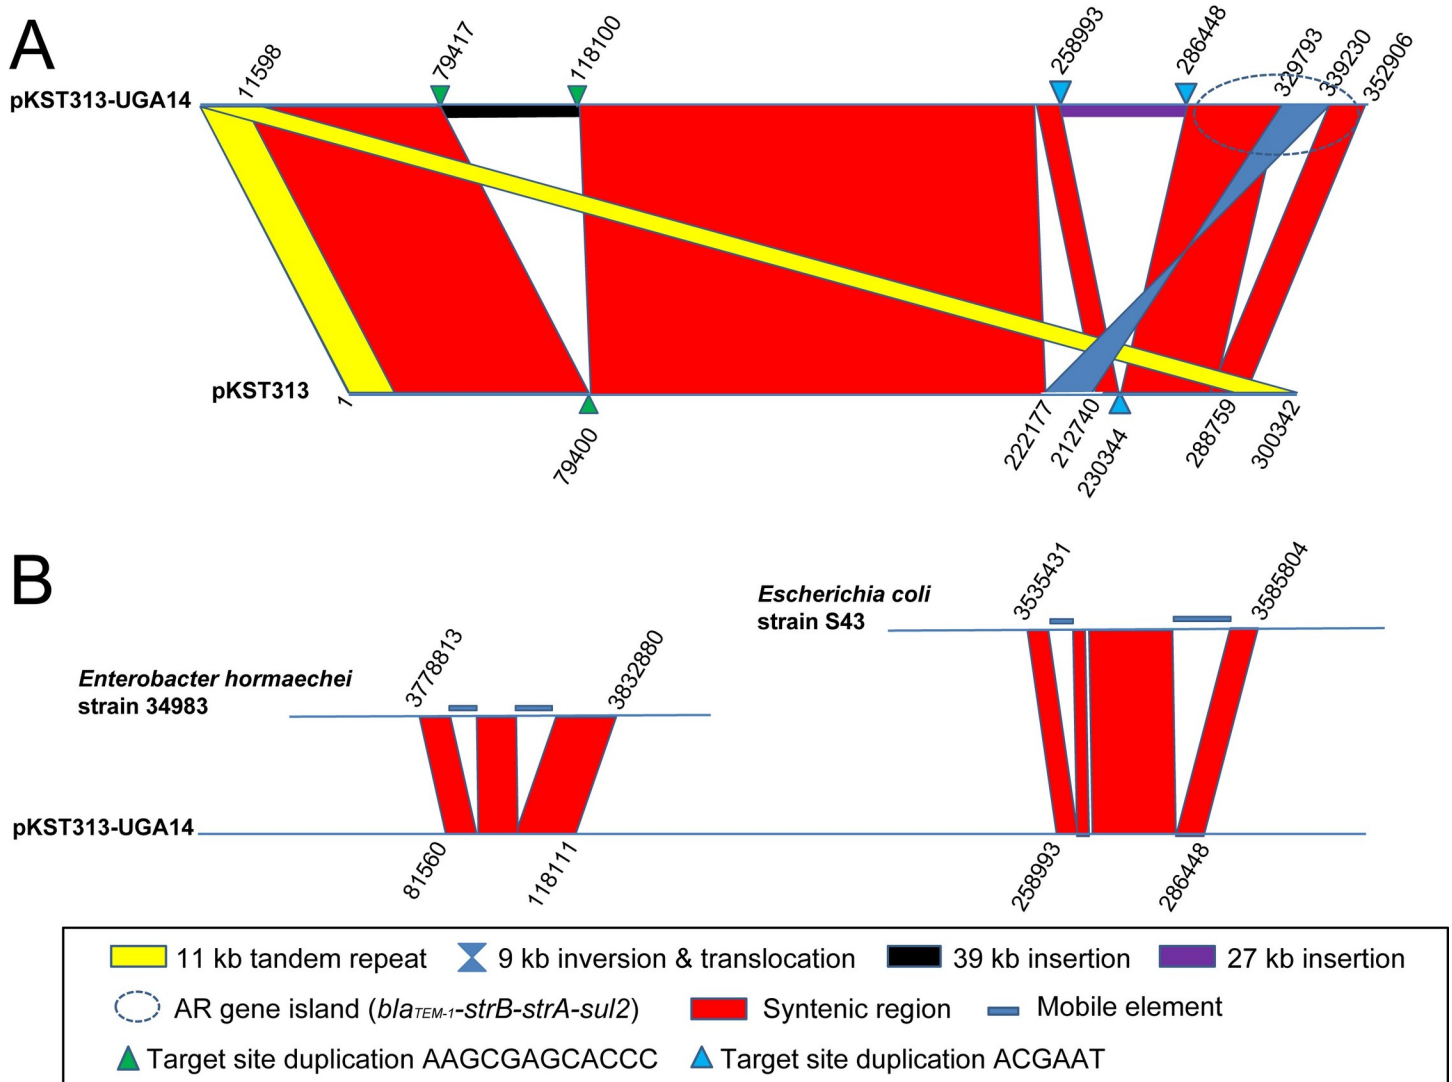 A
11598
79417
118100
258993
286448
329793
339230
352906
pKST313-UGA14
pKST313
1
79400
222177
212740
230344
288759
300342
B
Enterobacter hormaechei
strain 34983
3778813
3832880
Escherichia coli
strain S43
3535431
3585804
pKST313-UGA14
81560
118111
258993
286448
11 kb tandem repeat
9 kb inversion & translocation
39 kb insertion
27 kb insertion
AR gene island (blaTEM-1-strB-strA-sul2)
Syntenic region
Mobile element
Target site duplication AAGCGAGCACCC
Target site duplication ACGAAT